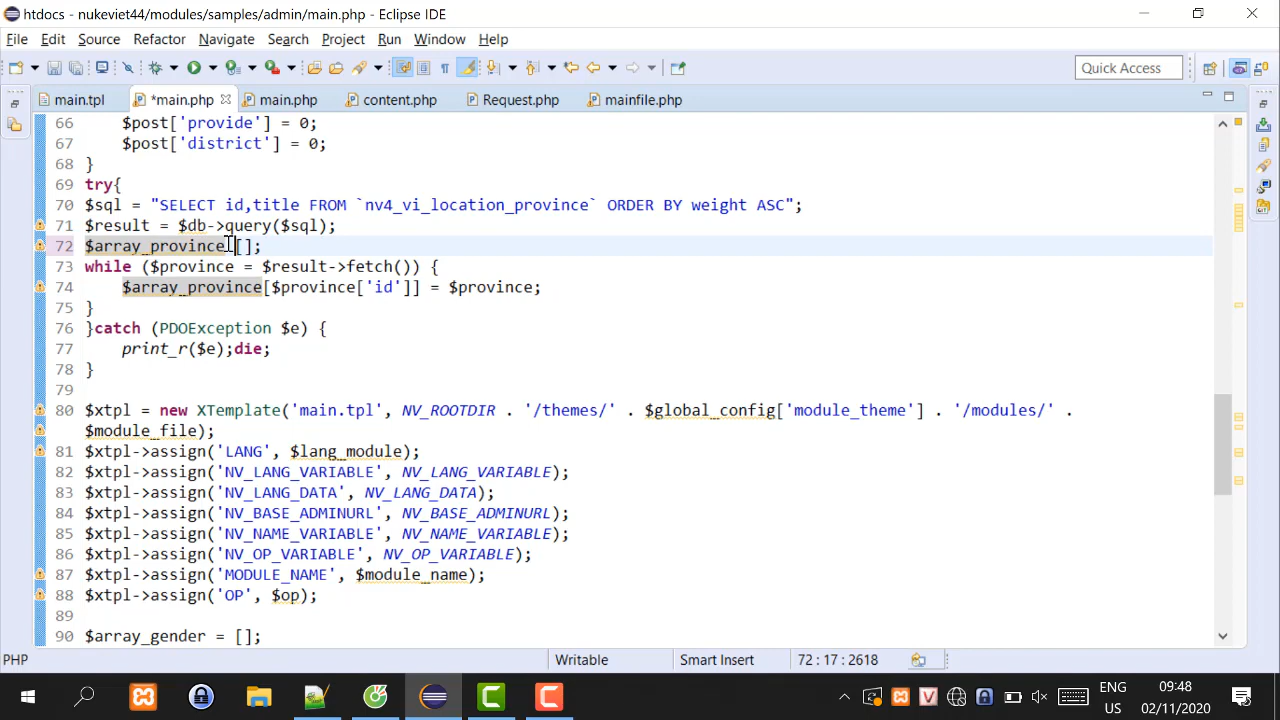 htdocs - nukeviet44/modules/samples/admin/main.php - Eclipse IDE
File Edit Source Refactor Navigate Search Project Run Window Help
Quick Access
main.tpl *main.php main.php content.php Request.php mainfile.php
66 $post['provide'] = 0;
67 $post['district'] = 0;
68 }
69 try{
70 $sql = "SELECT id,title FROM `nv4_vi_location_province` ORDER BY weight ASC";
71 $result = $db->query($sql);
72 $array_province [];
73 while ($province = $result->fetch()) {
74 $array_province[$province['id']] = $province;
75 }
76 }catch (PDOException $e) {
77 print_r($e);die;
78 }
79
80 $xtpl = new XTemplate('main.tpl', NV_ROOTDIR . '/themes/' . $global_config['module_theme'] . '/modules/' .
$module_file);
81 $xtpl->assign('LANG', $lang_module);
82 $xtpl->assign('NV_LANG_VARIABLE', NV_LANG_VARIABLE);
83 $xtpl->assign('NV_LANG_DATA', NV_LANG_DATA);
84 $xtpl->assign('NV_BASE_ADMINURL', NV_BASE_ADMINURL);
85 $xtpl->assign('NV_NAME_VARIABLE', NV_NAME_VARIABLE);
86 $xtpl->assign('NV_OP_VARIABLE', NV_OP_VARIABLE);
87 $xtpl->assign('MODULE_NAME', $module_name);
88 $xtpl->assign('OP', $op);
89
90 $array_gender = [];
PHP Writable Smart Insert 72 : 17 : 2618
ENG 09:48
US 02/11/2020